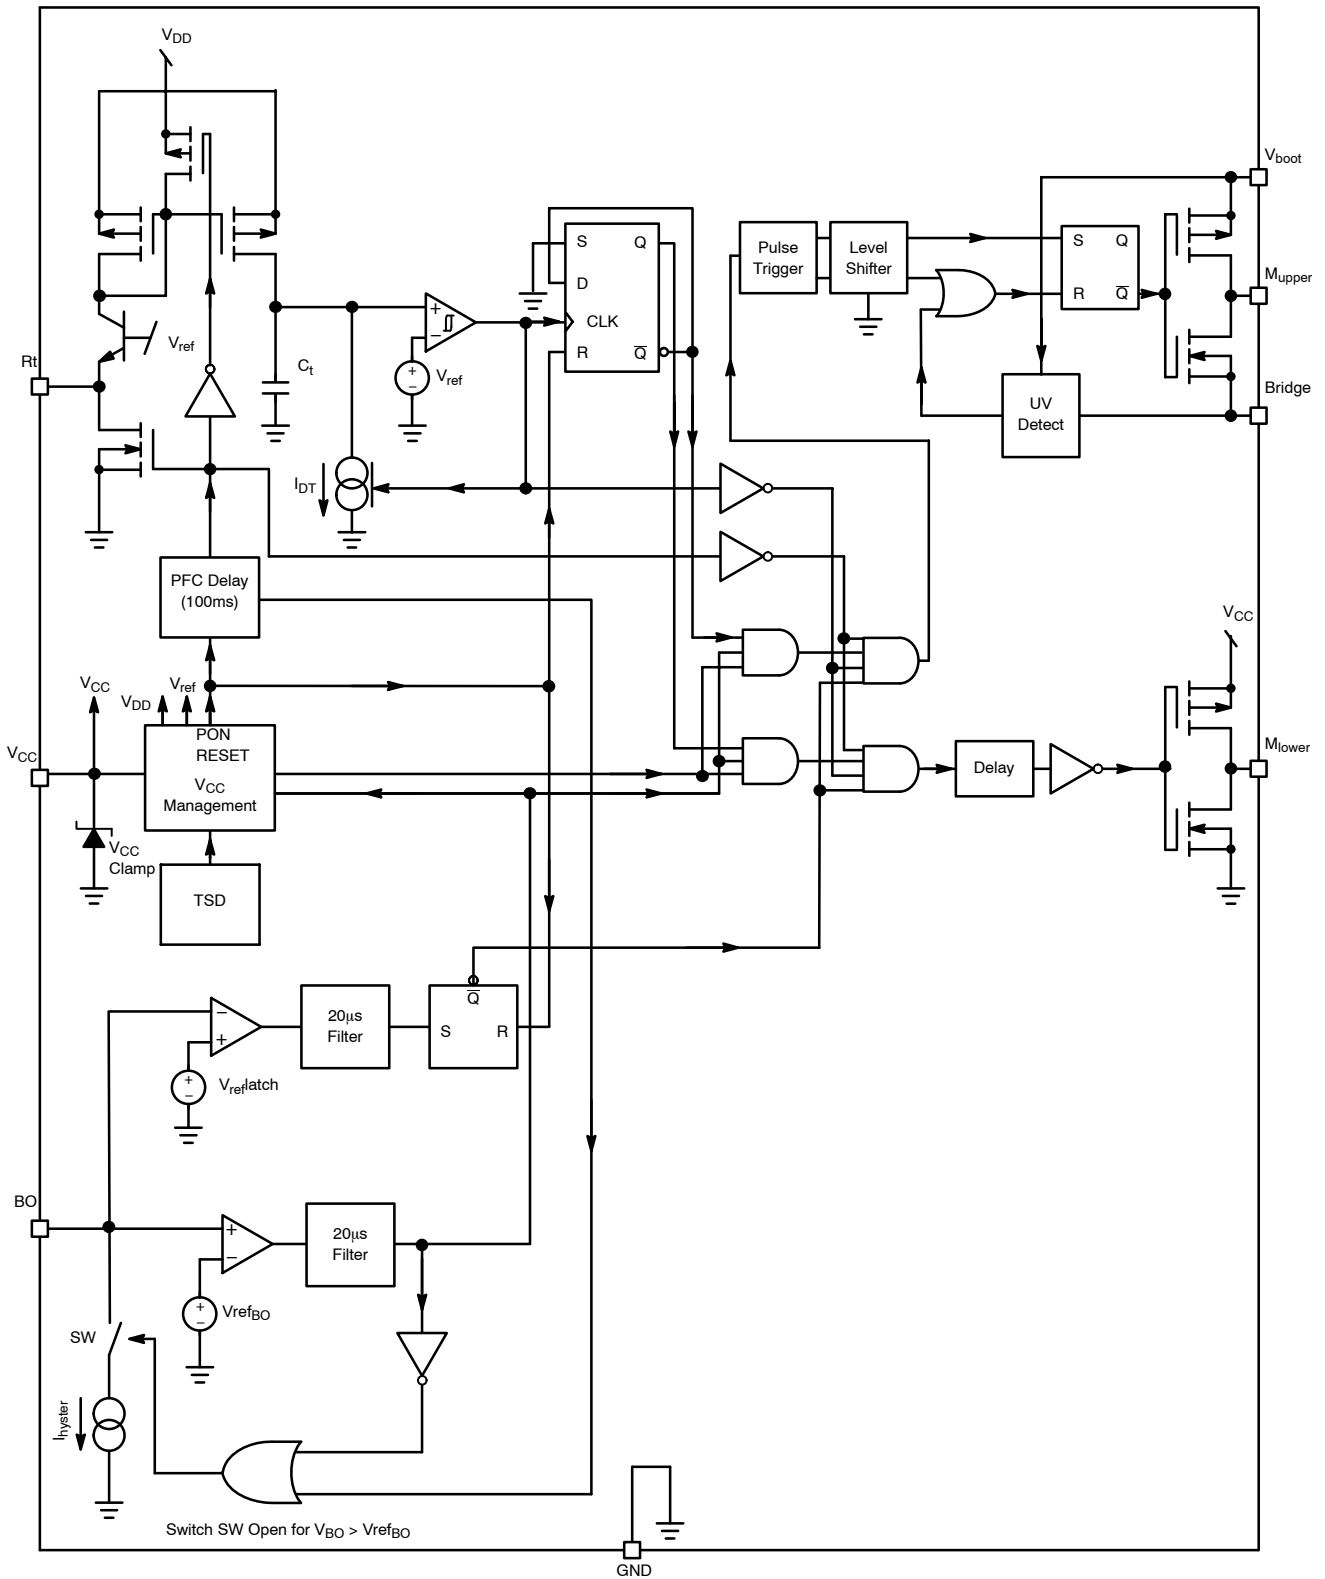 VDD
Vboot
S
Q
D
CLK
R
Q
Pulse
Trigger
Level
Shifter
S
Q
R
Q
Mupper
+
−
Vref
Rt
Ct
+
−
Vref
Bridge
UV
Detect
IDT
PFC Delay
(100ms)
VCC
VCC
Vref
VDD
PON
RESET
VCC
VCC
Management
Mlower
Delay
VCC
Clamp
TSD
Q
−
+
20μs
Filter
S
R
+
−
Vreflatch
BO
+
−
20μs
Filter
+
−
VrefBO
SW
Ihyster
Switch SW Open for VBO > VrefBO
GND